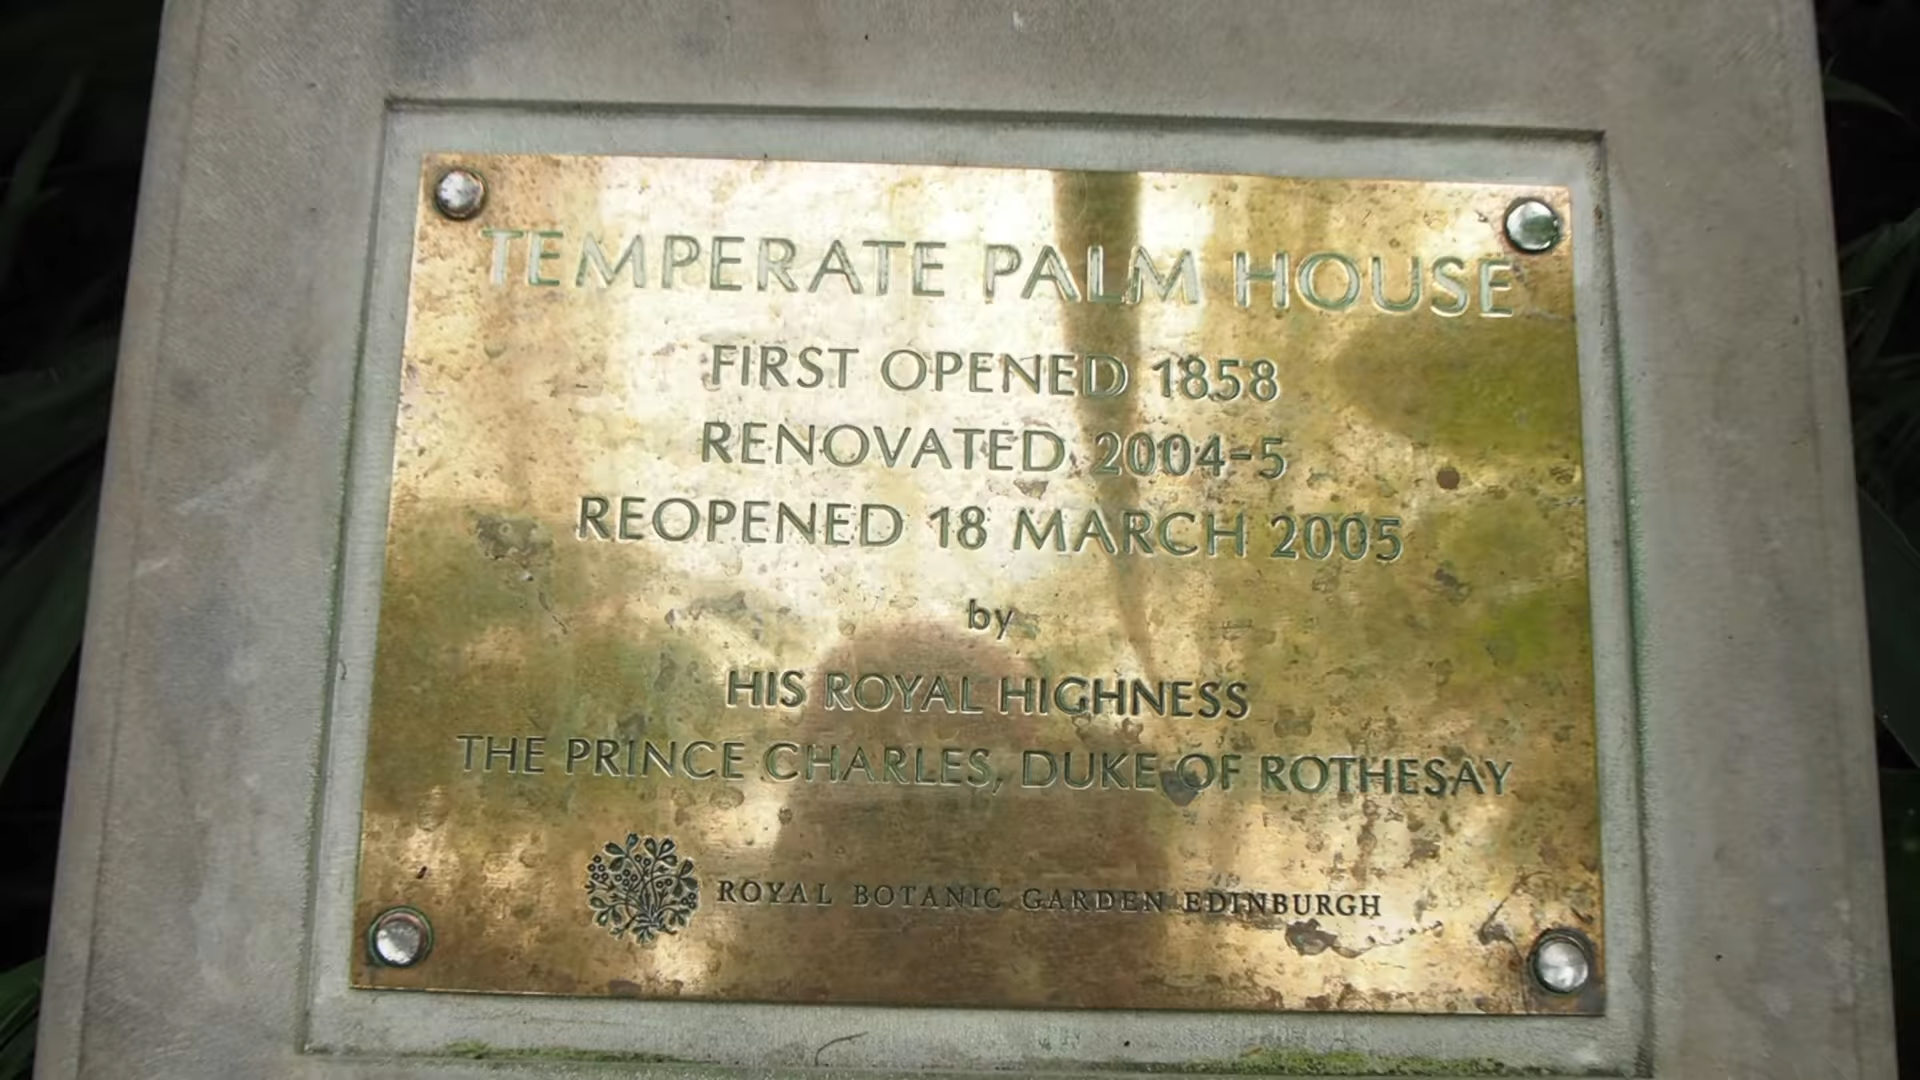 TEMPERATE PALM HOUSE
FIRST OPENED 1858
RENOVATED 2004-5
REOPENED 18 MARCH 2005
by
HIS ROYAL HIGHNESS
THE PRINCE CHARLES, DUKE OF ROTHESAY
ROYAL BOTANIC GARDEN EDINBURGH